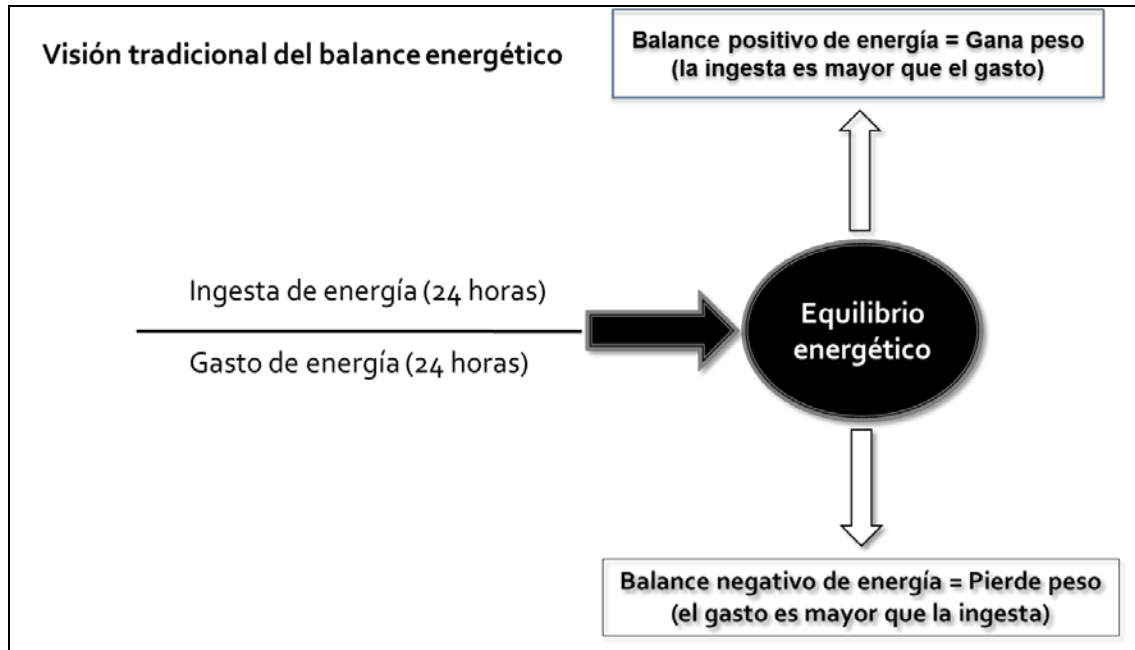 Visión tradicional del balance energético
Balance positivo de energía = Gana peso
(la ingesta es mayor que el gasto)
Ingesta de energía (24 horas)
Gasto de energía (24 horas)
Equilibrio
energético
Balance negativo de energía = Pierde peso
(el gasto es mayor que la ingesta)